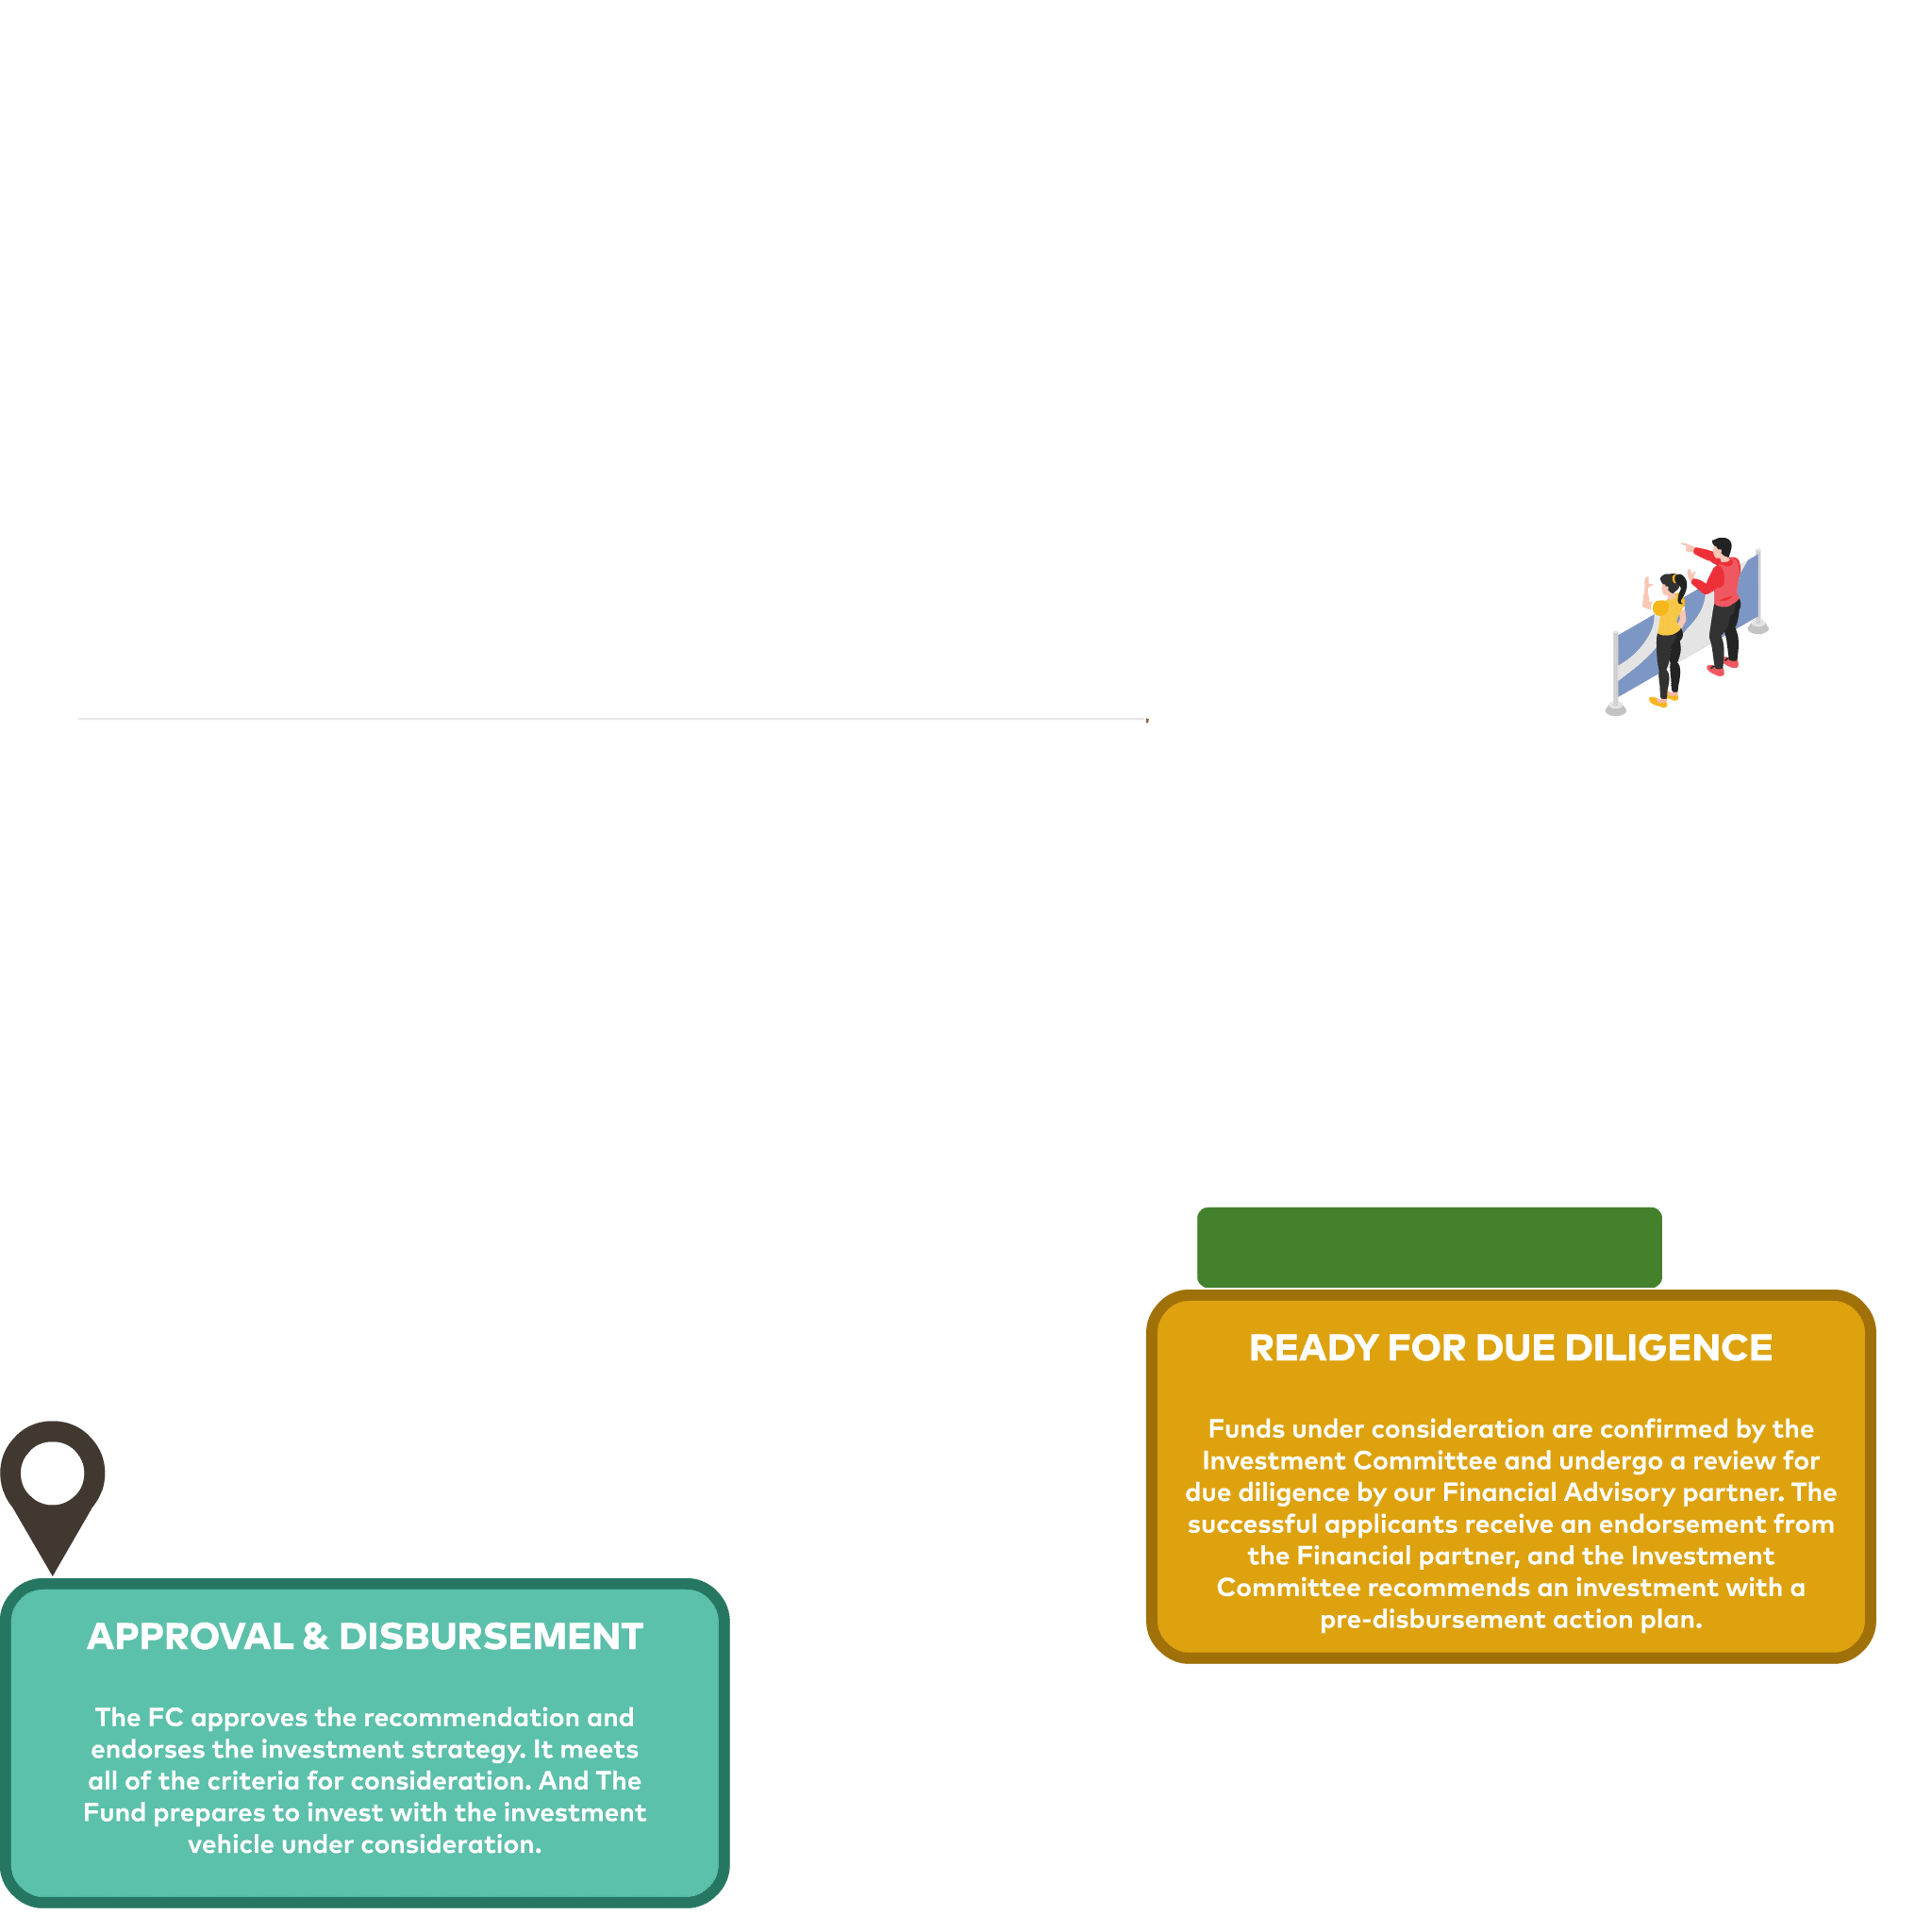 READY FOR DUE DILIGENCE
Funds under consideration are confirmed by the
Investment Committee and undergo a review for
due diligence by our Financial Advisory partner. The
successful applicants receive an endorsement from
the Financial partner, and the Investment
Committee recommends an investment with a
pre-disbursement action plan.
APPROVAL & DISBURSEMENT
The FC approves the recommendation and
endorses the investment strategy. It meets
all of the criteria for consideration. And The
Fund prepares to invest with the investment
vehicle under consideration.